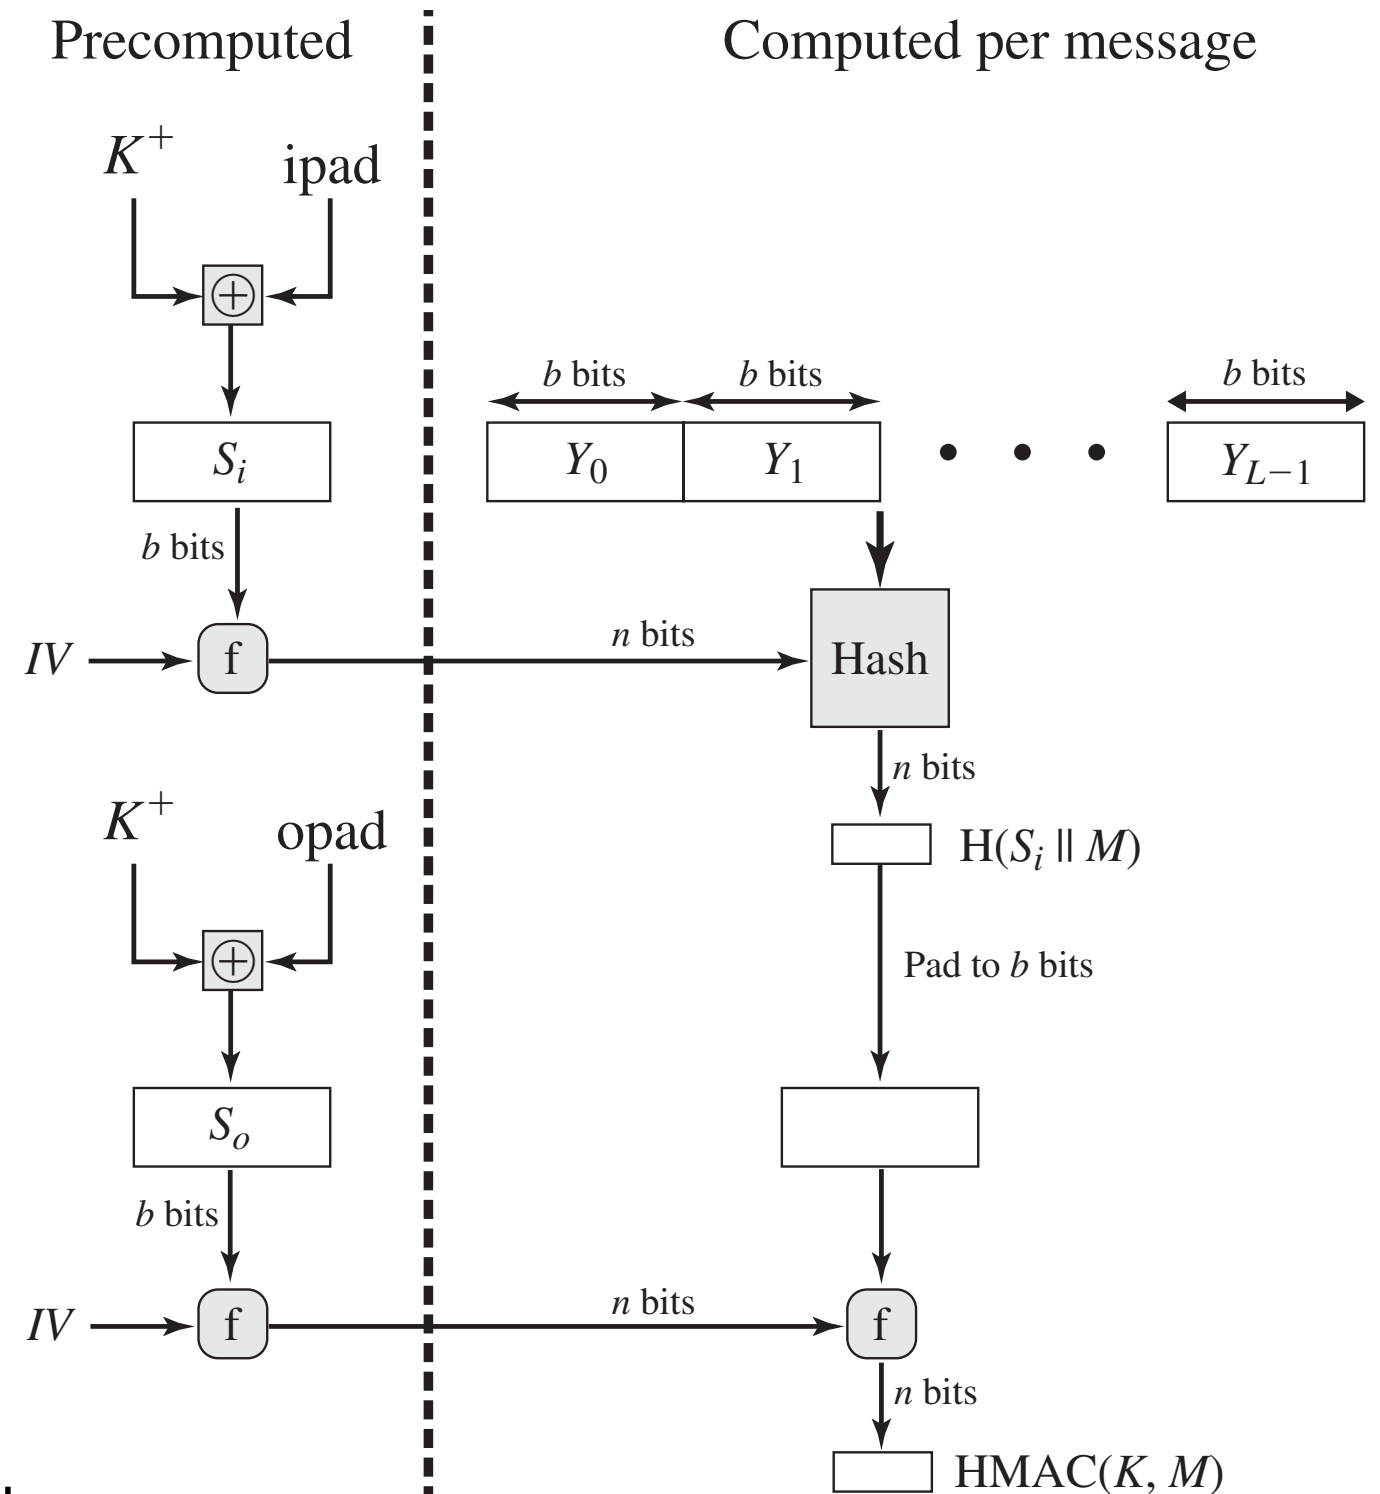 Precomputed
Computed per message
K+
ipad
b bits
b bits
b bits
Si
Y0
Y1
• • •
YL−1
b bits
IV
f
n bits
Hash
n bits
K+
opad
H(Si || M)
Pad to b bits
So
b bits
IV
f
n bits
f
n bits
HMAC(K, M)